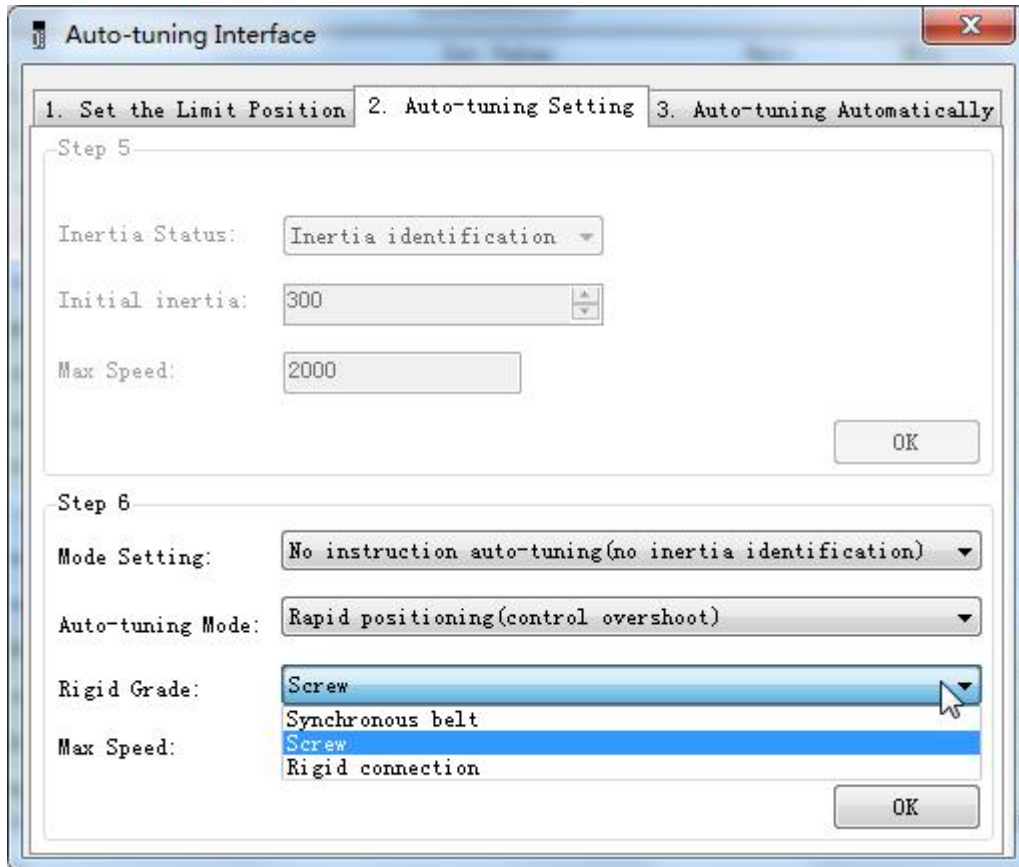 Auto-tuning Interface
1. Set the Limit Position 2. Auto-tuning Setting 3. Auto-tuning Automatically
Step 5
Inertia Status: Inertia identification
Initial inertia: 300
Max Speed: 2000
OK
Step 6
Mode Setting: No instruction auto-tuning(no inertia identification)
Auto-tuning Mode: Rapid positioning(control overshoot)
Rigid Grade: Screw
Synchronous belt
Max Speed: Screw
Rigid connection
OK